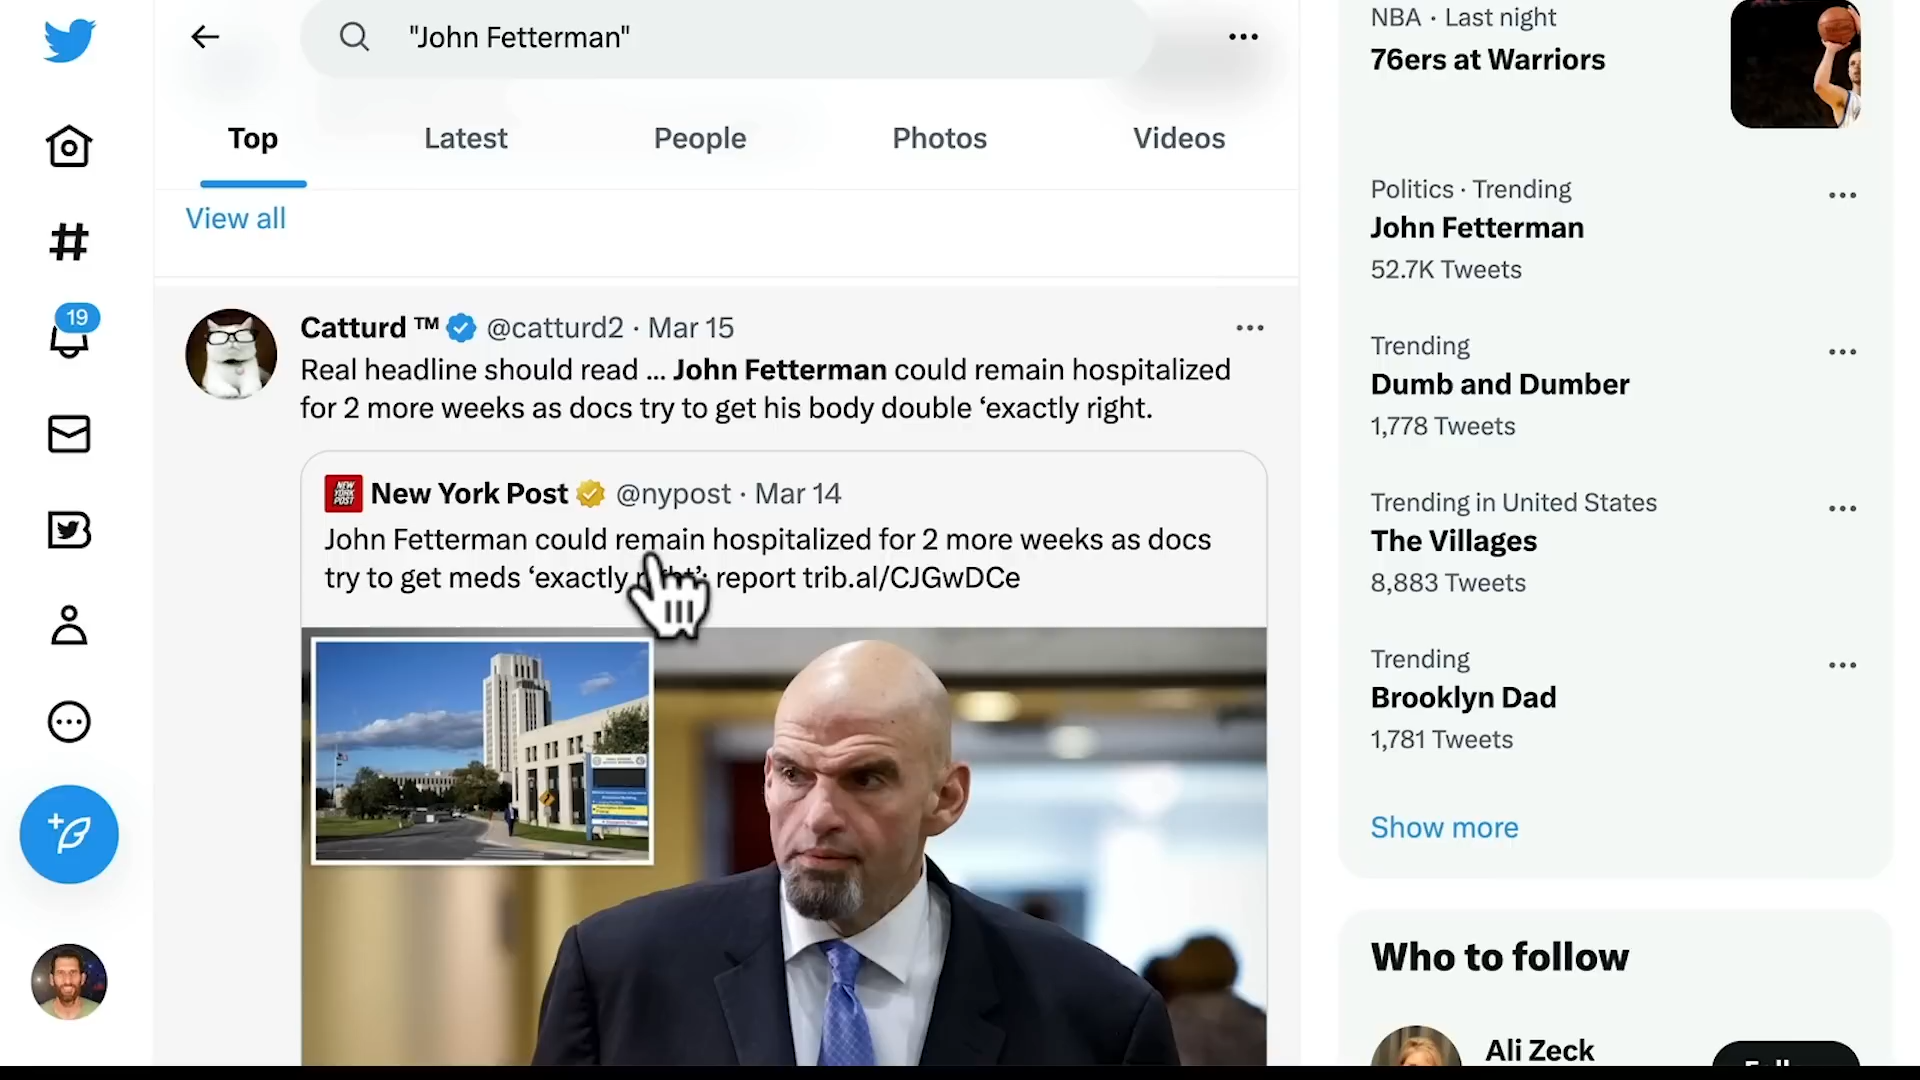 "John Fetterman"
Top
Latest
People
Photos
Videos
View all
19
Catturd ™ @catturd2 · Mar 15
Real headline should read ... John Fetterman could remain hospitalized
for 2 more weeks as docs try to get his body double ‘exactly right.
NEW
YORK
POST
New York Post @nypost · Mar 14
John Fetterman could remain hospitalized for 2 more weeks as docs
try to get meds ‘exactly report trib.al/CJGwDCe
NBA · Last night
76ers at Warriors
Politics · Trending
John Fetterman
52.7K Tweets
Trending
Dumb and Dumber
1,778 Tweets
Trending in United States
The Villages
8,883 Tweets
Trending
Brooklyn Dad
1,781 Tweets
Show more
Who to follow
Ali Zeck